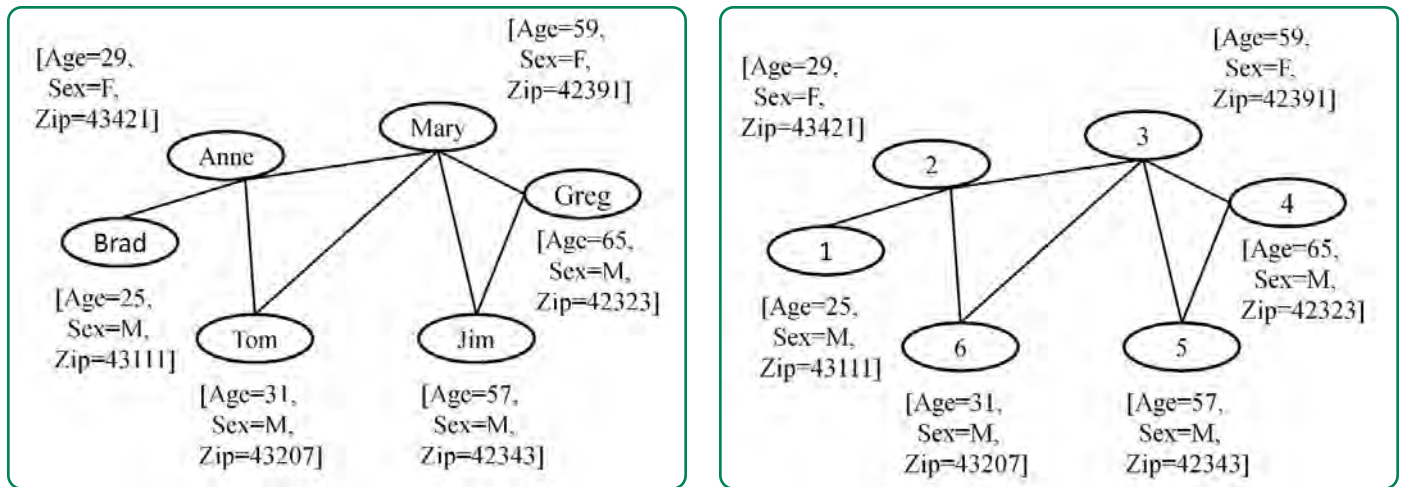 [Age=29,
Sex=F,
Zip=43421]
[Age=59,
Sex=F,
Zip=42391]
Mary
Anne
Greg
Brad
[Age=65,
Sex=M,
Zip=42323]
[Age=25,
Sex=M,
Zip=43111]
Tom
Jim
[Age=31,
Sex=M,
Zip=43207]
[Age=57,
Sex=M,
Zip=42343]
[Age=29,
Sex=F,
Zip=43421]
[Age=59,
Sex=F,
Zip=42391]
3
2
4
1
[Age=65,
Sex=M,
Zip=42323]
[Age=25,
Sex=M,
Zip=43111]
6
5
[Age=31,
Sex=M,
Zip=43207]
[Age=57,
Sex=M,
Zip=42343]